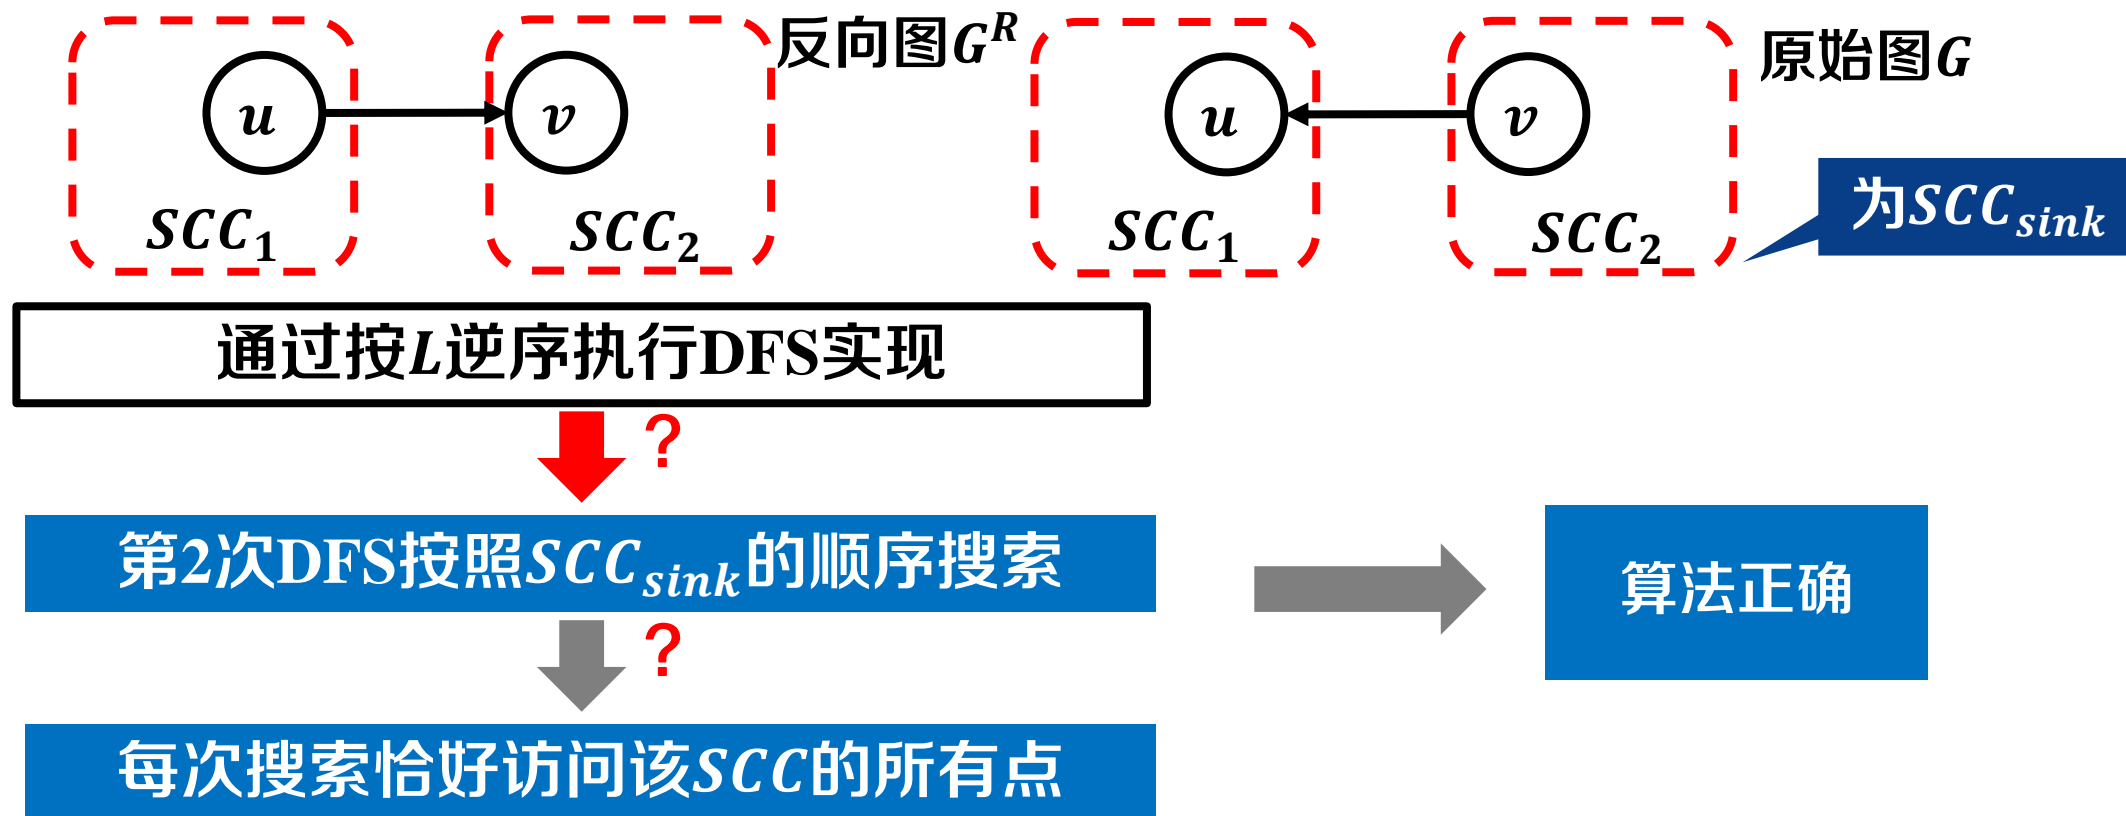 u
v
反向图G^R
u
v
原始图G
SCC_1
SCC_2
SCC_1
SCC_2
为SCC_sink
通过按L逆序执行DFS实现
?
第2次DFS按照SCC_sink的顺序搜索
算法正确
?
每次搜索恰好访问该SCC的所有点